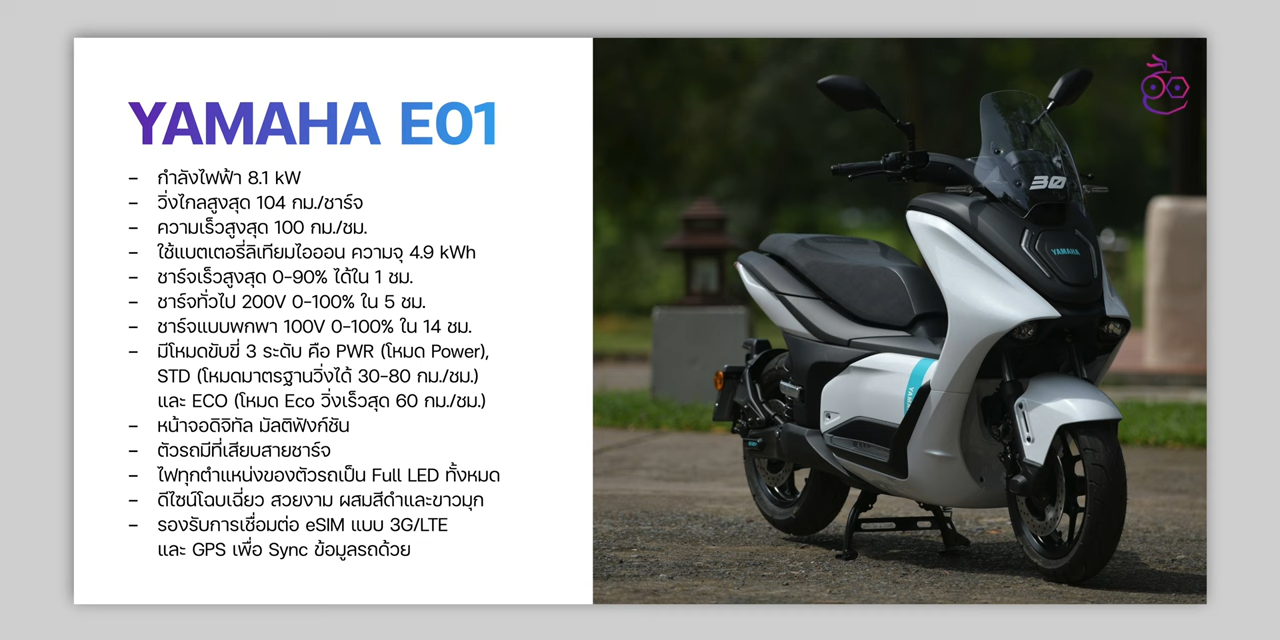 YAMAHA E01
– กำลังไฟฟ้า 8.1 kW
– วิ่งไกลสูงสุด 104 กม./ชาร์จ
– ความเร็วสูงสุด 100 กม./ชม.
– ใช้แบตเตอรี่ลิเทียมไอออน ความจุ 4.9 kWh
– ชาร์จเร็วสูงสุด 0-90% ได้ใน 1 ชม.
– ชาร์จทั่วไป 200V 0-100% ใน 5 ชม.
– ชาร์จแบบพกพา 100V 0-100% ใน 14 ชม.
– มีโหมดขับขี่ 3 ระดับ คือ PWR (โหมด Power),
STD (โหมดมาตรฐานวิ่งได้ 30-80 กม./ชม.)
และ ECO (โหมด Eco วิ่งเร็วสุด 60 กม./ชม.)
– หน้าจอดิจิทัล มัลติฟังก์ชัน
– ตัวรถมีที่เสียบสายชาร์จ
– ไฟทุกตำแหน่งของตัวรถเป็น Full LED ทั้งหมด
– ดีไซน์โฉบเฉี่ยว สวยงาม ผสมสีดำและขาวมุก
– รองรับการเชื่อมต่อ eSIM แบบ 3G/LTE
และ GPS เพื่อ Sync ข้อมูลรถด้วย
30
YAMAHA